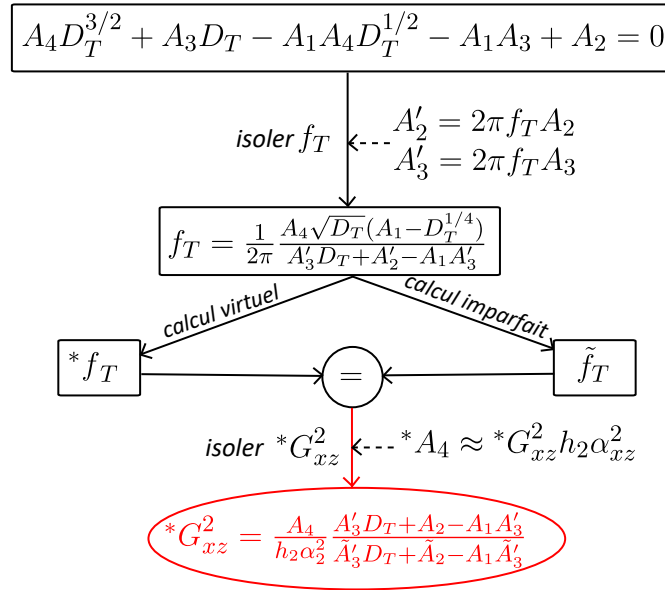 A_4 D_T^{3/2} + A_3 D_T − A_1 A_4 D_T^{1/2} − A_1 A_3 + A_2 = 0
isoler f_T
A'_2 = 2π f_T A_2
A'_3 = 2π f_T A_3
f_T = \frac{1}{2π} \frac{A_4 \sqrt{D_T} (A_1 − D_T^{1/4})}{A'_3 D_T + A'_2 − A_1 A'_3}
calcul virtuel
calcul imparfait
{}^* f_T
=
\tilde{f}_T
isoler {}^*G_{xz}^2
{}^*A_4 ≈ {}^*G_{xz}^2 h_2 α_{xz}^2
{}^*G_{xz}^2 = \frac{A_4}{h_2 α_2^2} \frac{A'_3 D_T + A_2 − A_1 A'_3}{\tilde{A}'_3 D_T + \tilde{A}_2 − A_1 \tilde{A}'_3}